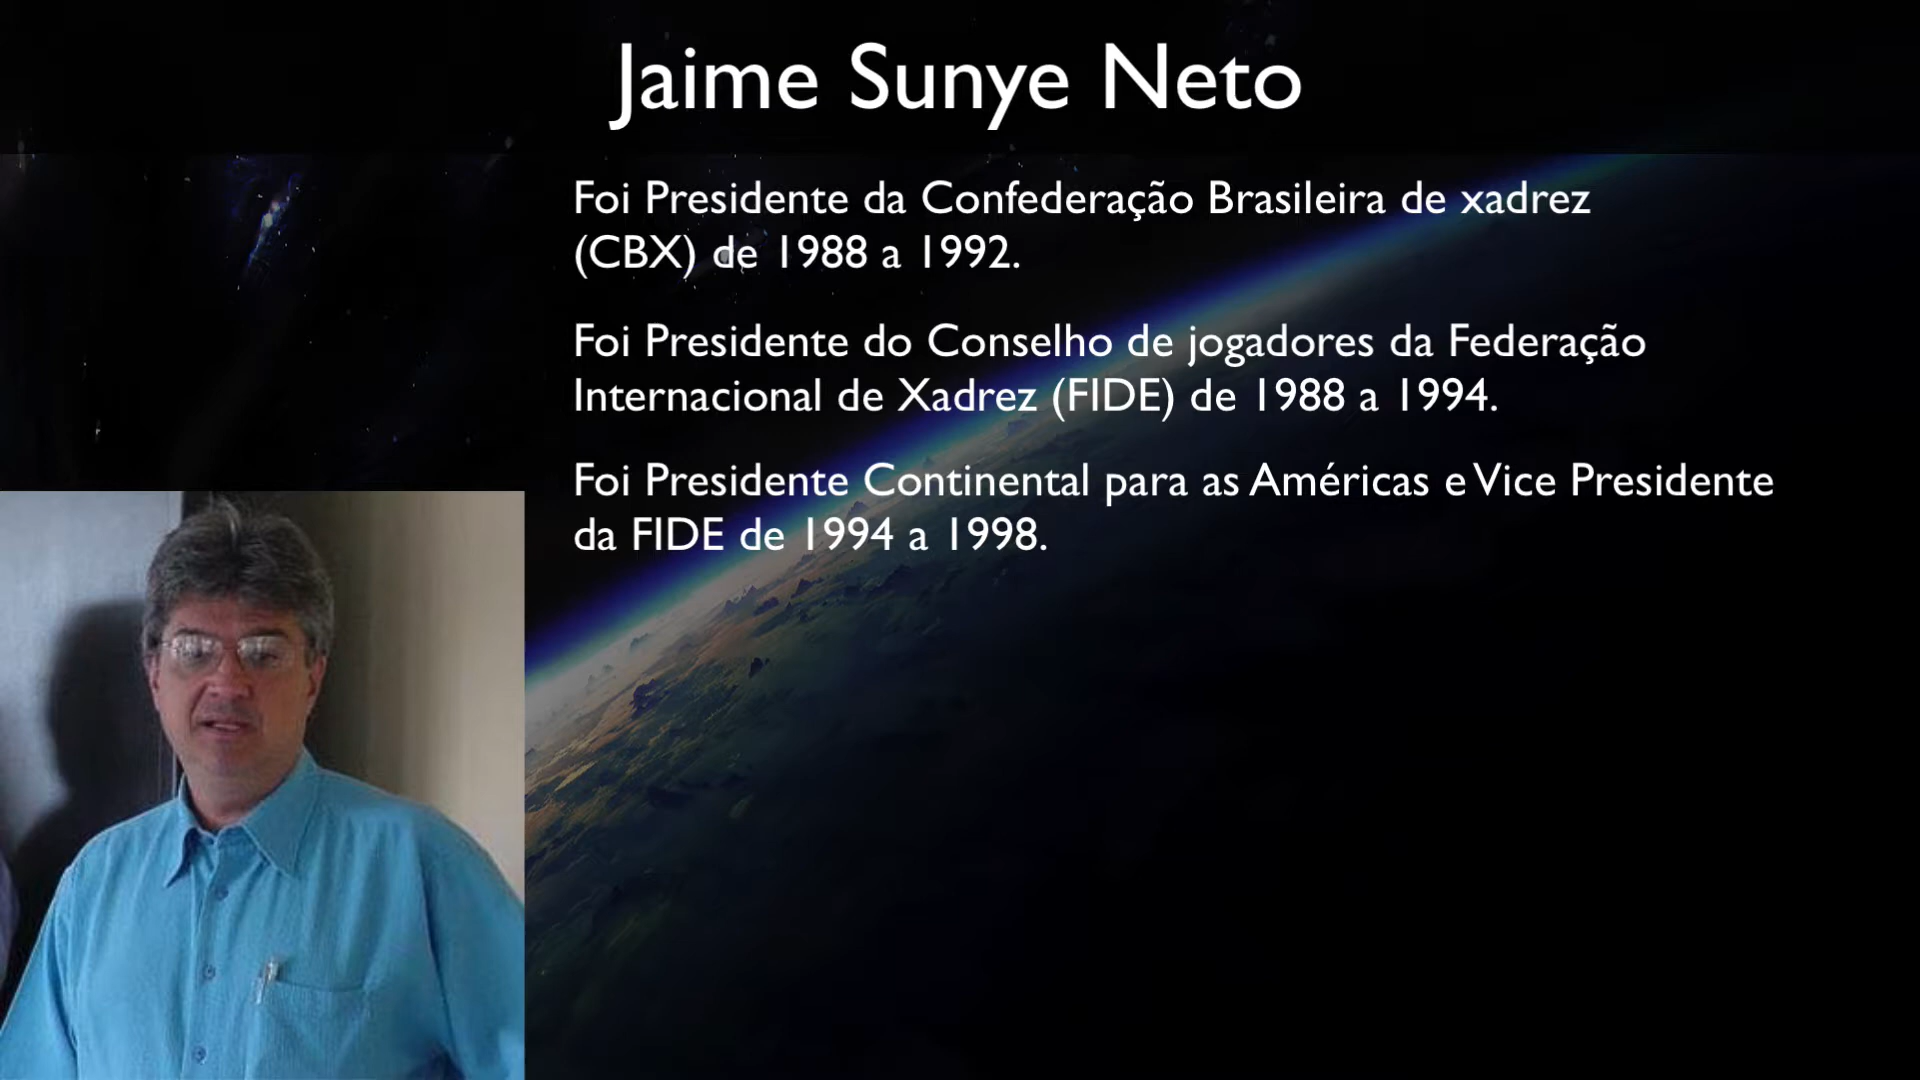 Jaime Sunye Neto
Foi Presidente da Confederação Brasileira de xadrez
(CBX) de 1988 a 1992.
Foi Presidente do Conselho de jogadores da Federação
Internacional de Xadrez (FIDE) de 1988 a 1994.
Foi Presidente Continental para as Américas e Vice Presidente
da FIDE de 1994 a 1998.